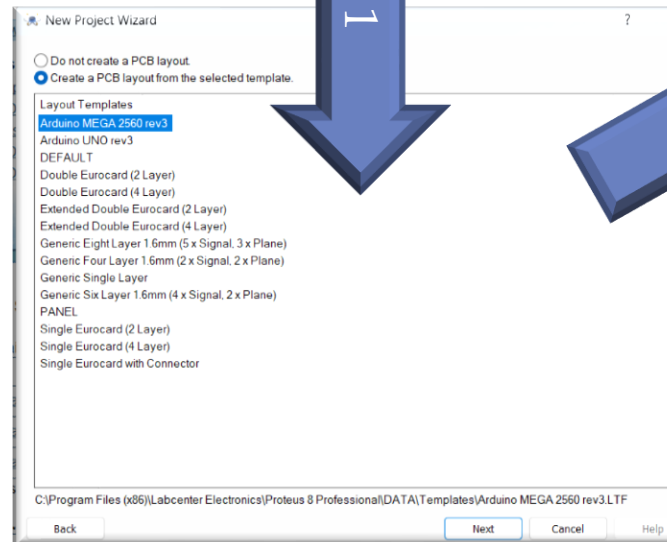 New Project Wizard
?
1
Do not create a PCB layout.
Create a PCB layout from the selected template.
Layout Templates
Arduino MEGA 2560 rev3
Arduino UNO rev3
DEFAULT
Double Eurocard (2 Layer)
Double Eurocard (4 Layer)
Extended Double Eurocard (2 Layer)
Extended Double Eurocard (4 Layer)
Generic Eight Layer 1.6mm (5 x Signal, 3 x Plane)
Generic Four Layer 1.6mm (2 x Signal, 2 x Plane)
Generic Single Layer
Generic Six Layer 1.6mm (4 x Signal, 2 x Plane)
PANEL
Single Eurocard (2 Layer)
Single Eurocard (4 Layer)
Single Eurocard with Connector
C:\Program Files (x86)\Labcenter Electronics\Proteus 8 Professional\DATA\Templates\Arduino MEGA 2560 rev3.LTF
Back Next Cancel Help